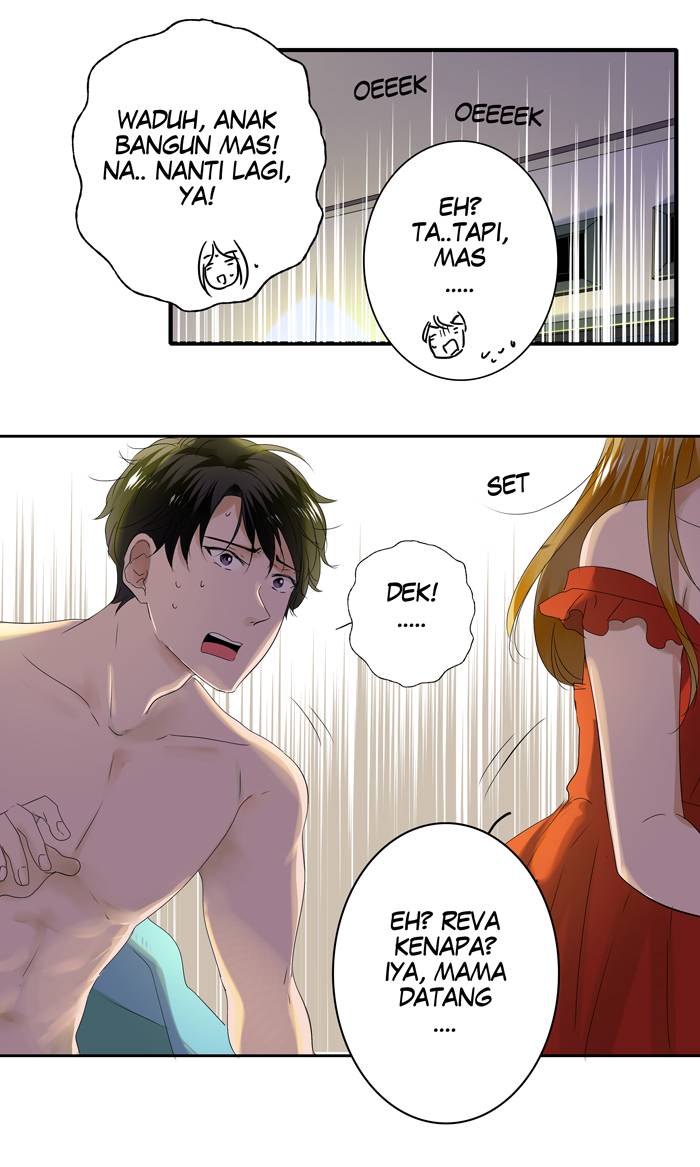 OEEEK
OEEEEK
WADUH, ANAK
BANGUN MAS!
NA.. NANTI LAGI,
YA!
EH?
TA..TAPI,
MAS
.....
SET
DEK!
.....
EH? REVA
KENAPA?
IYA, MAMA
DATANG
....